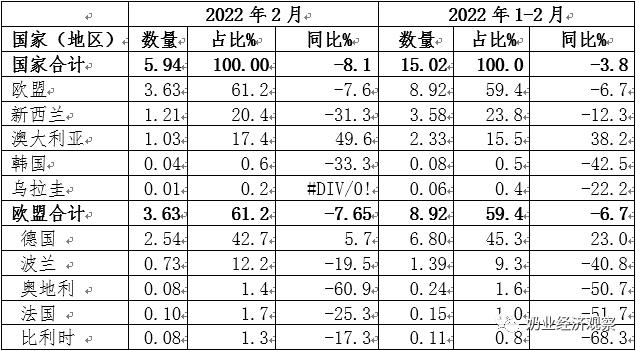 2022 年 2 月 2022 年 1-2 月
国家（地区） 数量 占比% 同比% 数量 占比% 同比%
国家合计 5.94 100.00 -8.1 15.02 100.0 -3.8
欧盟 3.63 61.2 -7.6 8.92 59.4 -6.7
新西兰 1.21 20.4 -31.3 3.58 23.8 -12.3
澳大利亚 1.03 17.4 49.6 2.33 15.5 38.2
韩国 0.04 0.6 -33.3 0.08 0.5 -42.5
乌拉圭 0.01 0.2 #DIV/0! 0.06 0.4 -22.2
欧盟合计 3.63 61.2 -7.65 8.92 59.4 -6.7
德国 2.54 42.7 5.7 6.80 45.3 23.0
波兰 0.73 12.2 -19.5 1.39 9.3 -40.8
奥地利 0.08 1.4 -60.9 0.24 1.6 -50.7
法国 0.10 1.7 -25.3 0.15 1.0 -51.7
比利时 0.08 1.3 -17.3 0.11 0.8 -68.3
奶业经济观察